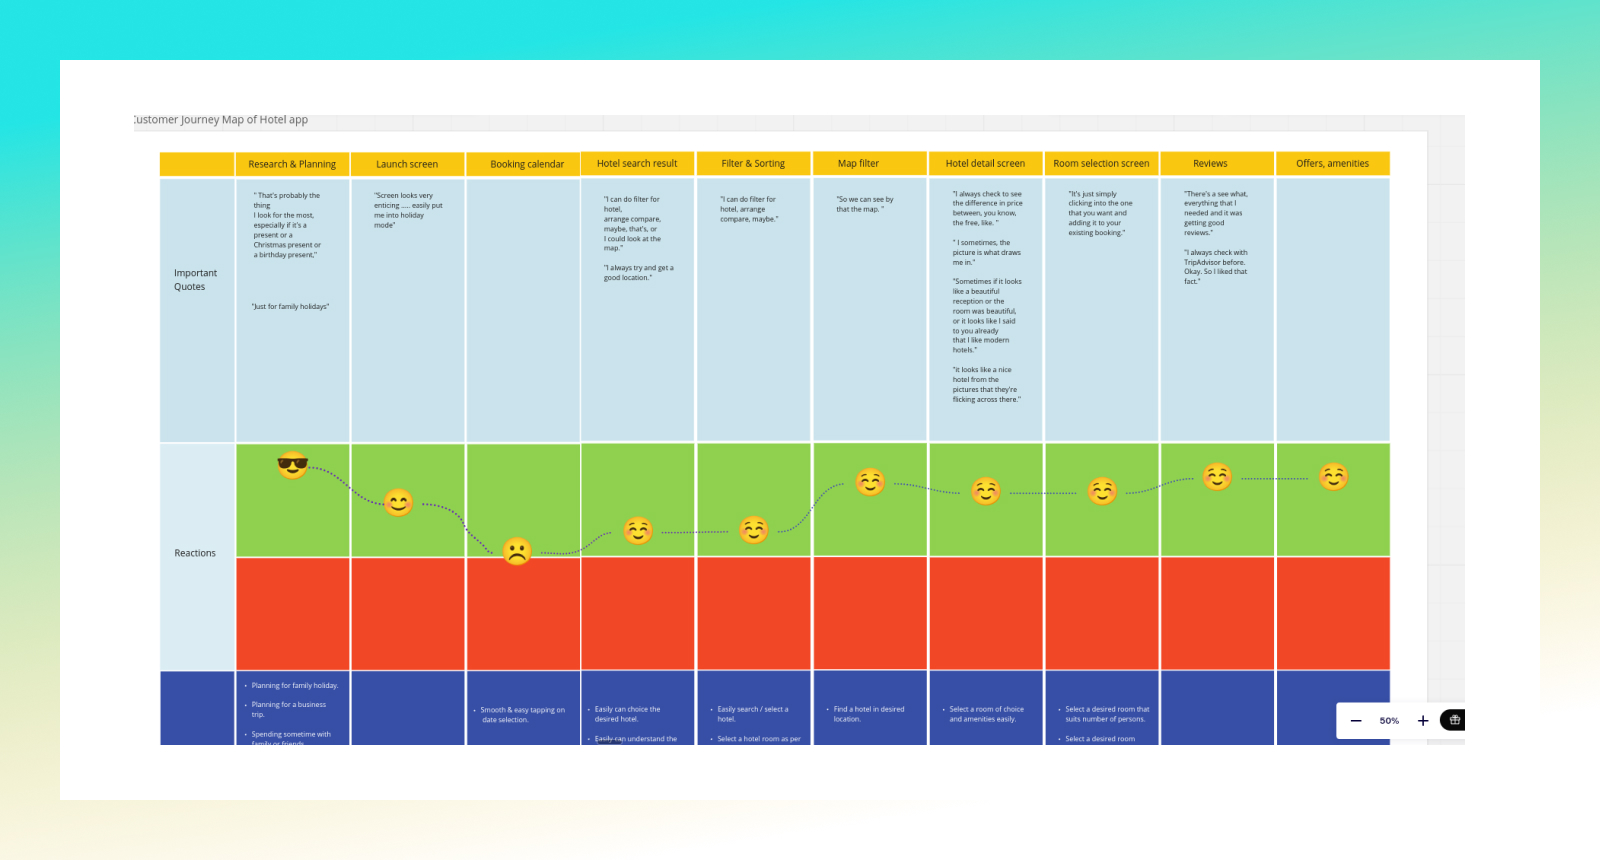 Customer Journey Map of Hotel app
Research & Planning
Launch screen
Booking calendar
Hotel search result
Filter & Sorting
Map filter
Hotel detail screen
Room selection screen
Reviews
Offers, amenities
Important
Quotes
" That's probably the
thing
I look for the most,
especially if it's a
present or a
Christmas present or
a birthday present,"
"Just for family holidays"
"Screen looks very
enticing ..... easily put
me into holiday
mode"
"I can do filter for
hotel,
arrange compare,
maybe, that's, or
I could look at the
map."
"I always try and get a
good location."
"I can do filter for
hotel, arrange
compare, maybe."
"So we can see by
that the map. "
"I always check to see
the difference in price
between, you know,
the free, like. "
" I sometimes, the
picture is what draws
me in."
"Sometimes if it looks
like a beautiful
reception or the
room was beautiful,
or it looks like I said
to you already
that I like modern
hotels."
"it looks like a nice
hotel from the
pictures that they're
flicking across there."
"It's just simply
clicking into the one
that you want and
adding it to your
existing booking."
"There's a see what,
everything that I
needed and it was
getting good
reviews."
"I always check with
TripAdvisor before.
Okay. So I liked that
fact."
Reactions
• Planning for family holiday.
• Planning for a business
trip.
• Spending sometime with
family or friends
• Smooth & easy tapping on
date selection.
• Easily can choice the
desired hotel.
• Easily can understand the
• Easily search / select a
hotel.
• Select a hotel room as per
• Find a hotel in desired
location.
• Select a room of choice
and amenities easily.
• Select a desired room that
suits number of persons.
• Select a desired room
50%